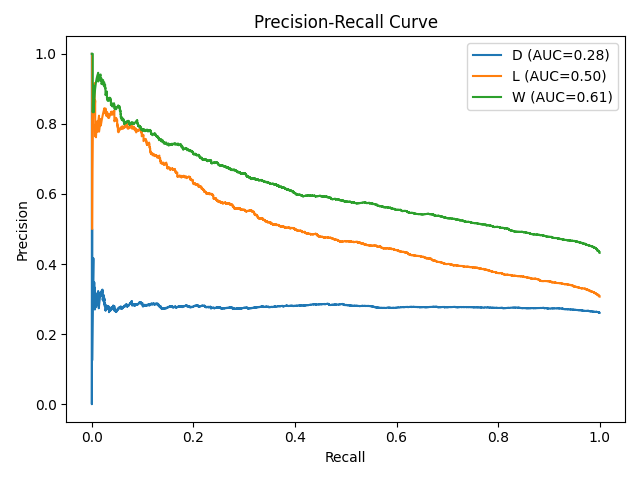 Precision-Recall Curve
D (AUC=0.28)
L (AUC=0.50)
W (AUC=0.61)
Precision
1.0
0.8
0.6
0.4
0.2
0.0
0.0 0.2 0.4 0.6 0.8 1.0
Recall